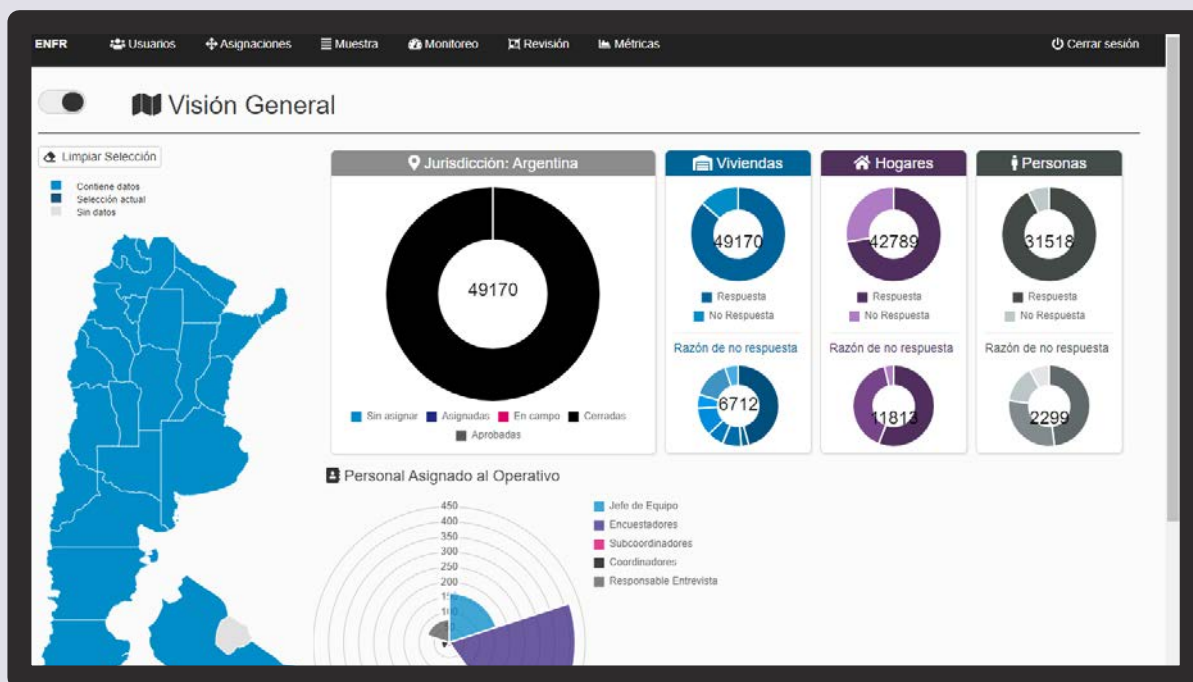 ENFR Usuarios Asignaciones Muestra Monitoreo Revisión Métricas Cerrar sesión
Visión General
Limpiar Selección
Contiene datos
Selección actual
Sin datos
Jurisdicción: Argentina
49170
Sin asignar Asignadas En campo Cerradas
Aprobadas
Viviendas
49170
Respuesta
No Respuesta
Razón de no respuesta
6712
Hogares
42789
Respuesta
No Respuesta
Razón de no respuesta
11813
Personas
31518
Respuesta
No Respuesta
Razón de no respuesta
2299
Personal Asignado al Operativo
450
400
350
300
250
200
Jefe de Equipo
Encuestadores
Subcoordinadores
Coordinadores
Responsable Entrevista